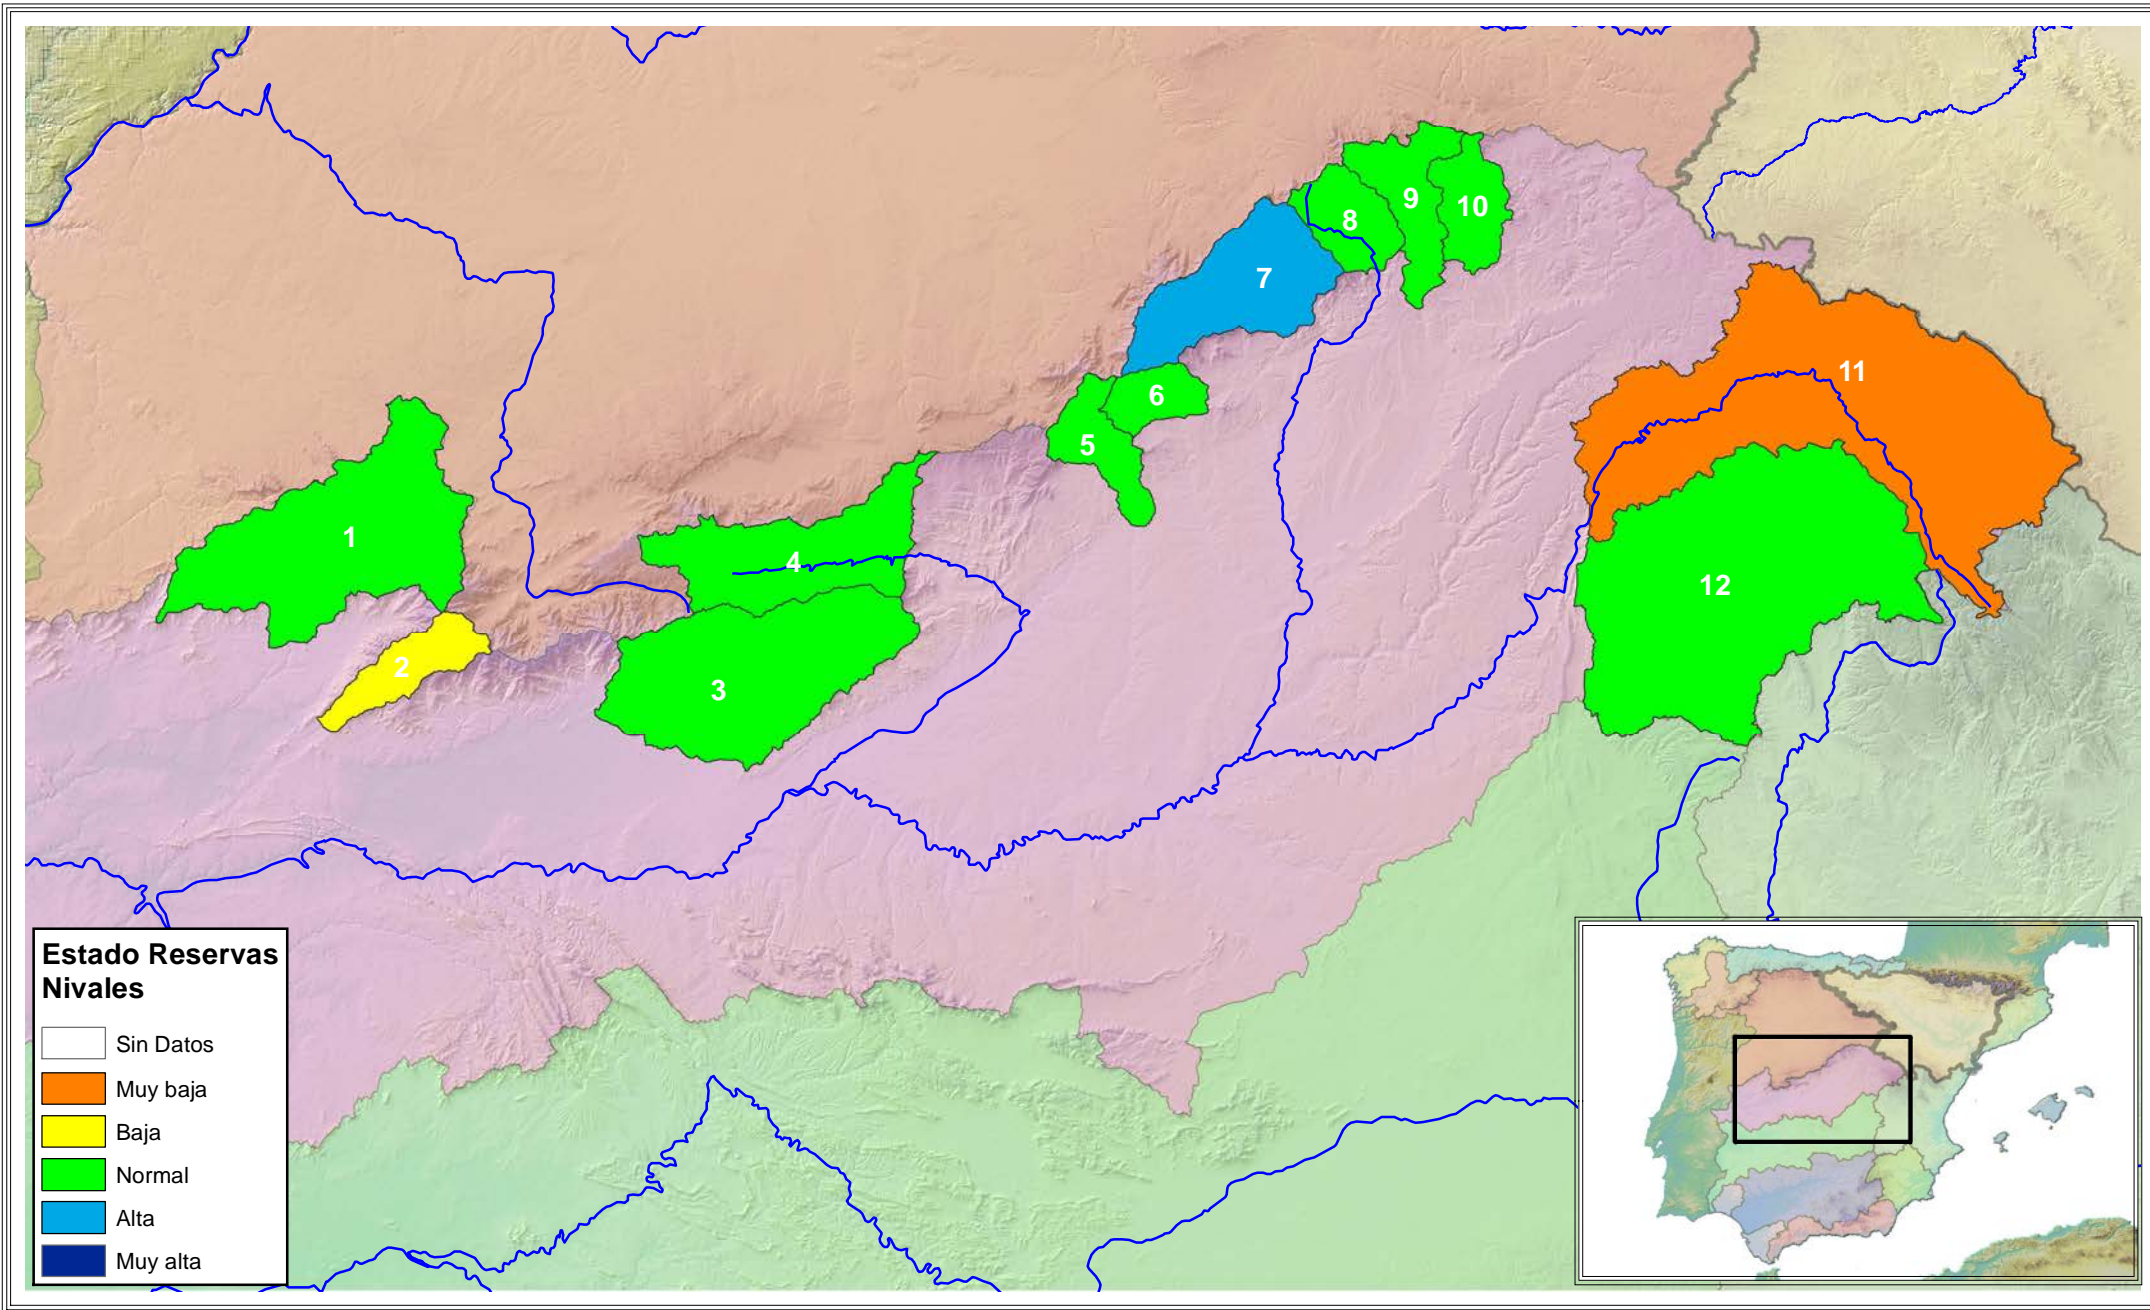 9
10
8
7
11
6
5
1
4
12
2
3
Estado Reservas
Nivales
Sin Datos
Muy baja
Baja
Normal
Alta
Muy alta